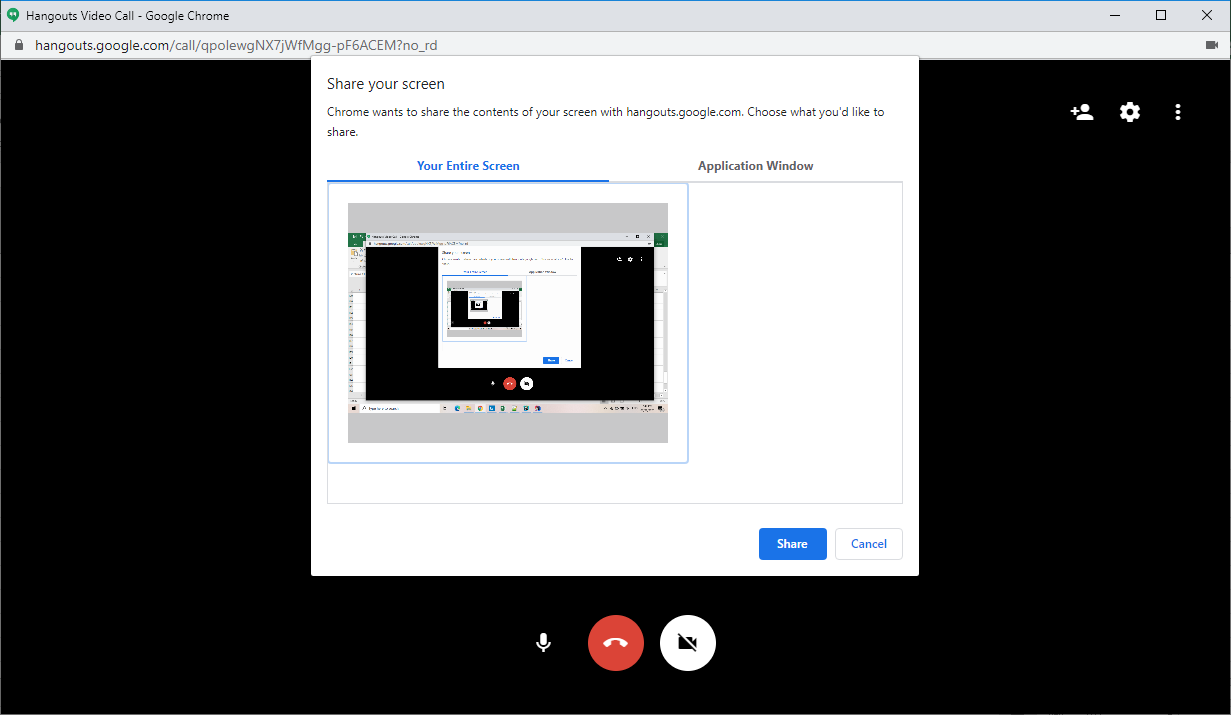 Hangouts Video Call - Google Chrome
hangouts.google.com/call/qpolewgNX7jWfMgg-pF6ACEM?no_rd
Share your screen
Chrome wants to share the contents of your screen with hangouts.google.com. Choose what you'd like to
share.
Your Entire Screen
Application Window
Share
Cancel